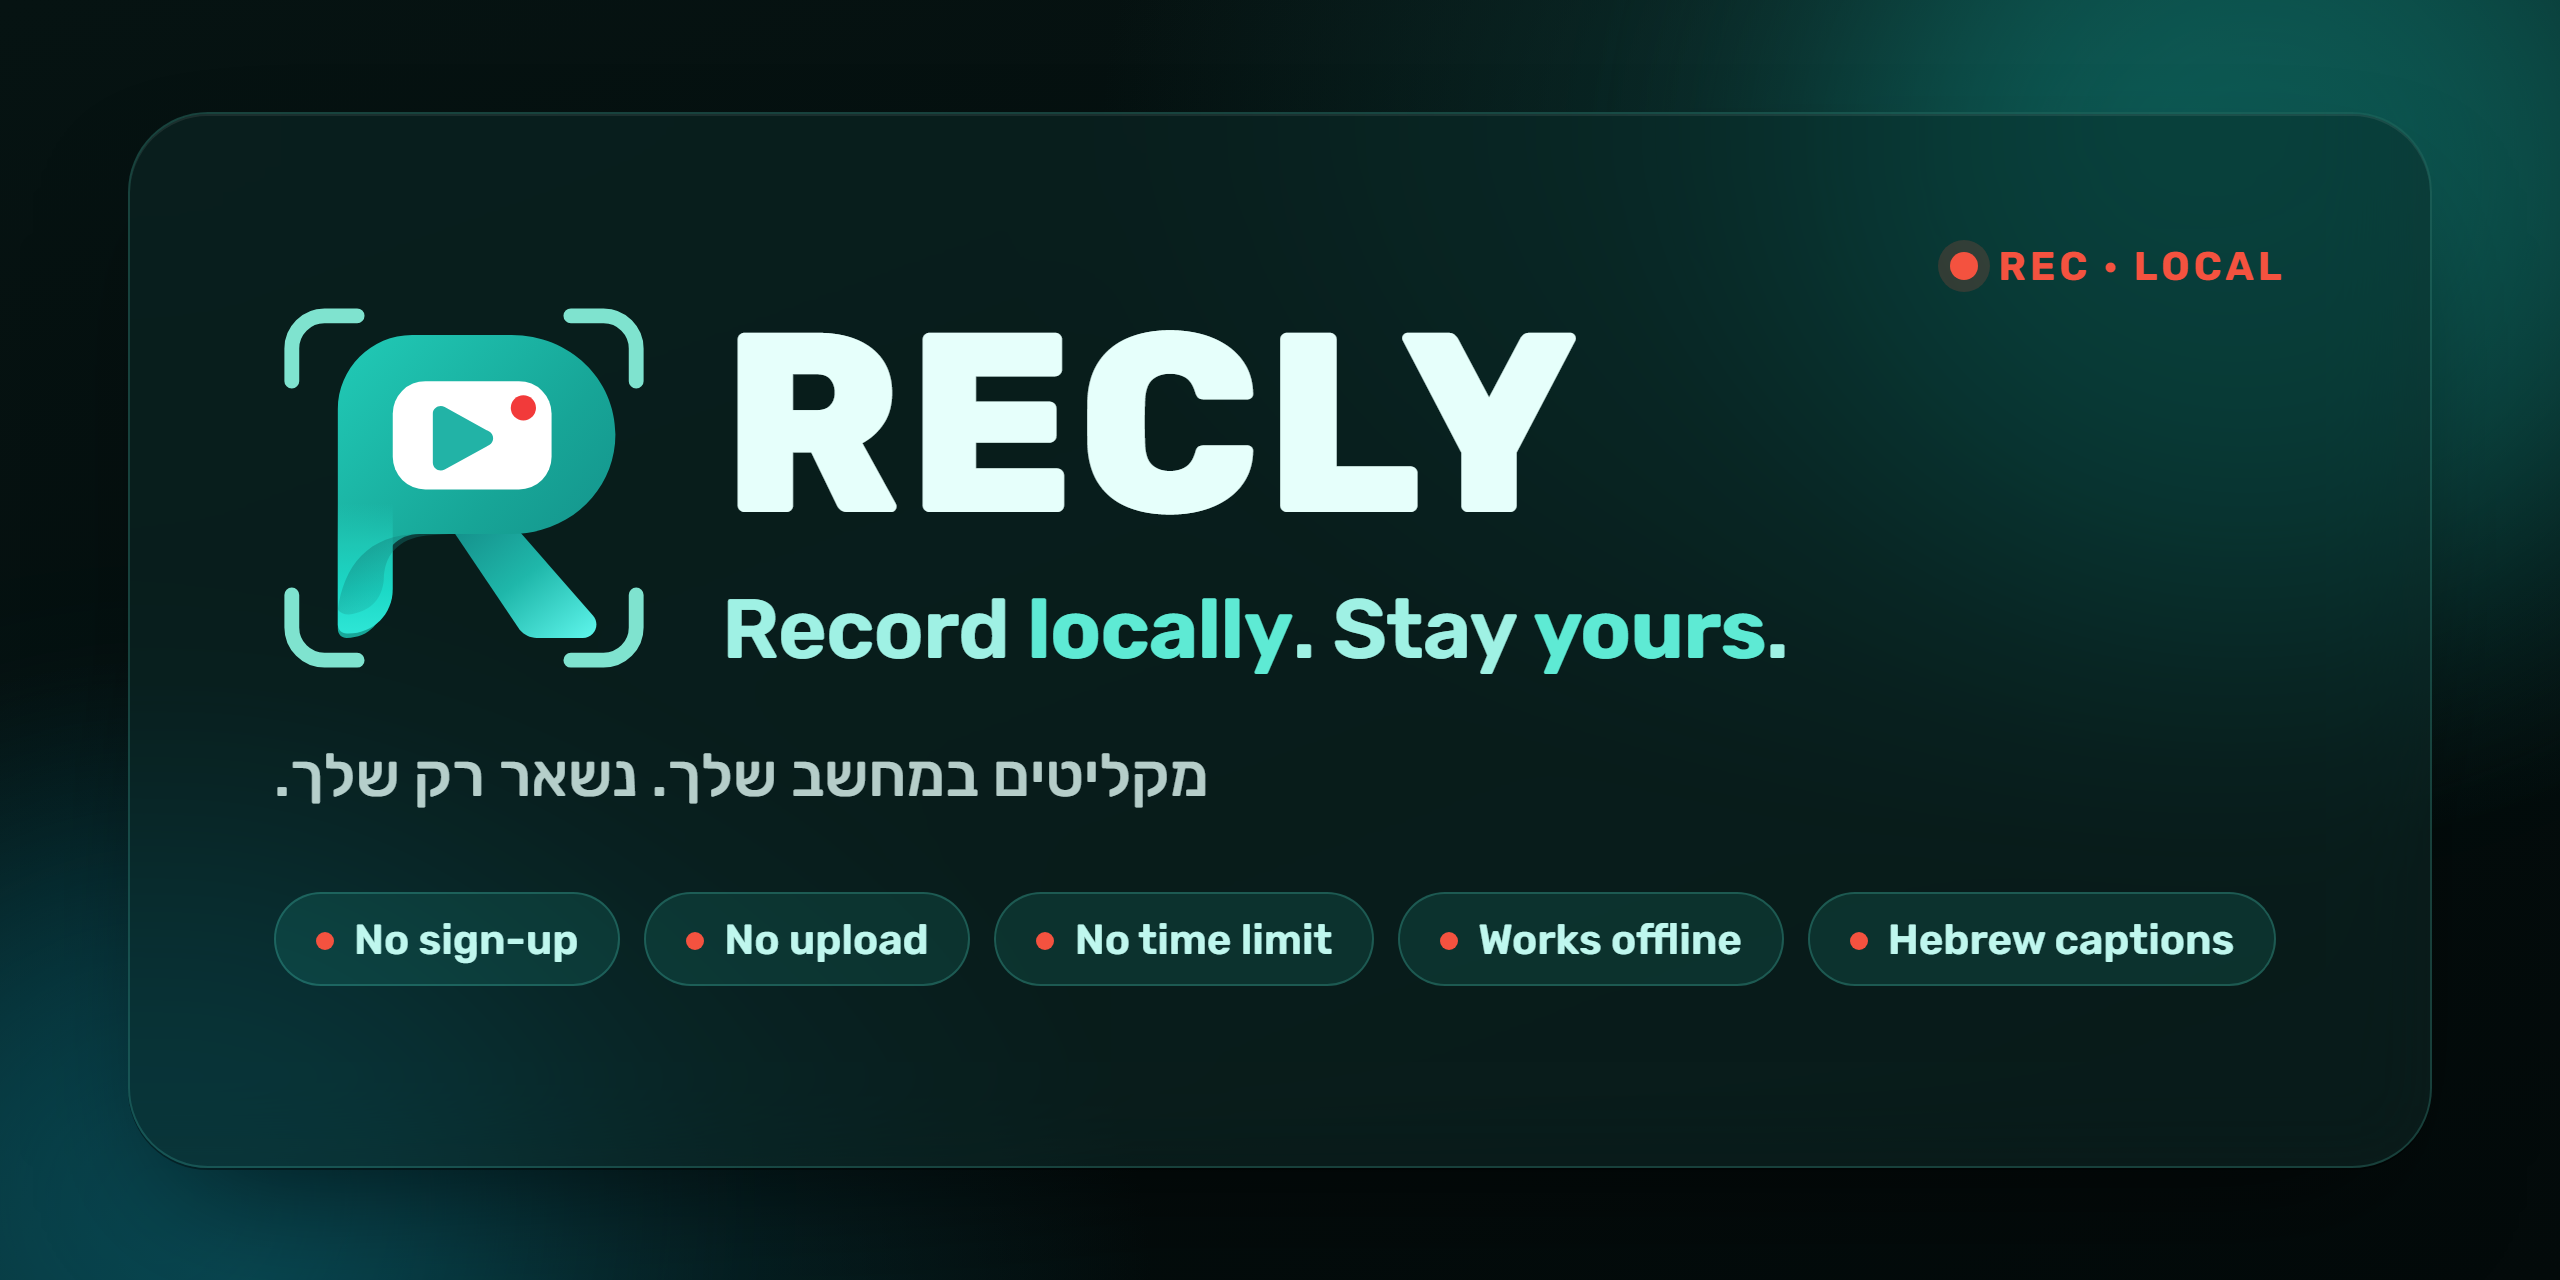 REC • LOCAL
RECLY
Record locally. Stay yours.
מקליטים במחשב שלך. נשאר רק שלך.
No sign-up
No upload
No time limit
Works offline
Hebrew captions